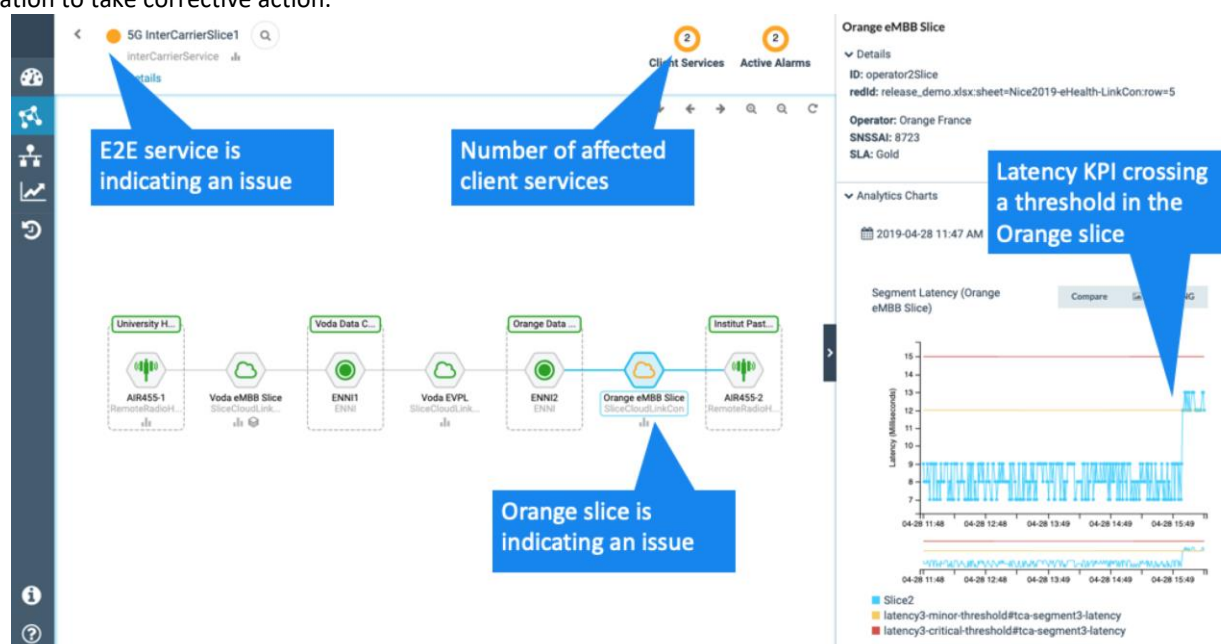 ation to take corrective action.
5G InterCarrierSlice1
interCarrierService
etails
2
Client Services
2
Active Alarms
E2E service is
indicating an issue
Number of affected
client services
University H...
Voda Data C...
Orange Data ...
Institut Past...
AIR455-1
RemoteRadioH...
Voda eMBB Slice
SliceCloudLink...
ENNI1
ENNI
Voda EVPL
SliceCloudLink...
ENNI2
ENNI
Orange eMBB Slice
SliceCloudLinkCon
AIR455-2
RemoteRadioH...
Orange slice is
indicating an issue
Orange eMBB Slice
Details
ID: operator2Slice
redId: release_demo.xlsx:sheet=Nice2019-eHealth-LinkCon:row=5
Operator: Orange France
SNSSAI: 8723
SLA: Gold
Latency KPI crossing
a threshold in the
Orange slice
Analytics Charts
2019-04-28 11:47 AM
Segment Latency (Orange
eMBB Slice)
Compare
NG
Latency (Milliseconds)
15
14
13
12
11
10
9
8
7
04-28 11:48 04-28 12:48 04-28 13:49 04-28 14:49 04-28 15:49
04-28 11:48 04-28 12:48 04-28 13:49 04-28 14:49 04-28 15:49
Slice2
latency3-minor-threshold#tca-segment3-latency
latency3-critical-threshold#tca-segment3-latency